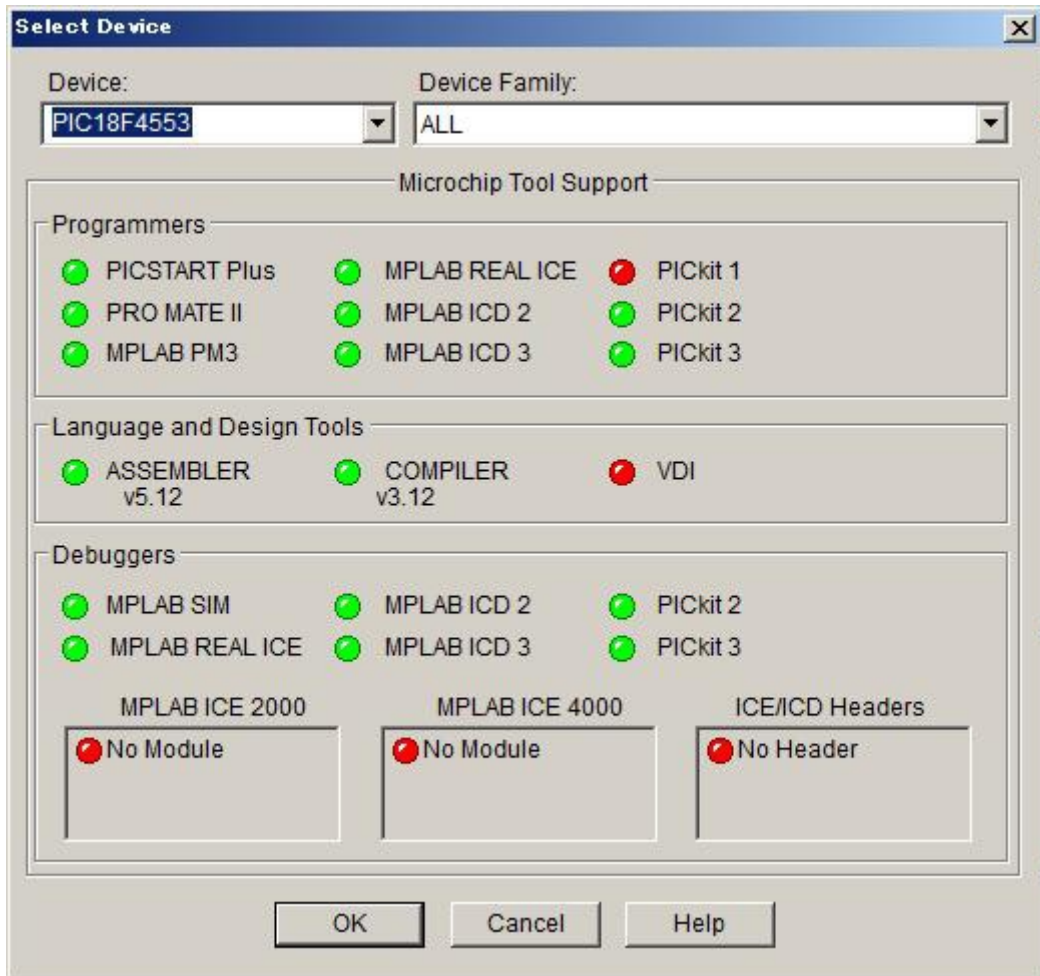 Select Device
Device: Device Family:
PIC18F4553 ALL
Microchip Tool Support
Programmers
PICSTART Plus MPLAB REAL ICE PICkit 1
PRO MATE II MPLAB ICD 2 PICkit 2
MPLAB PM3 MPLAB ICD 3 PICkit 3
Language and Design Tools
ASSEMBLER COMPILER VDI
v5.12 v3.12
Debuggers
MPLAB SIM MPLAB ICD 2 PICkit 2
MPLAB REAL ICE MPLAB ICD 3 PICkit 3
MPLAB ICE 2000 MPLAB ICE 4000 ICE/ICD Headers
No Module No Module No Header
OK Cancel Help